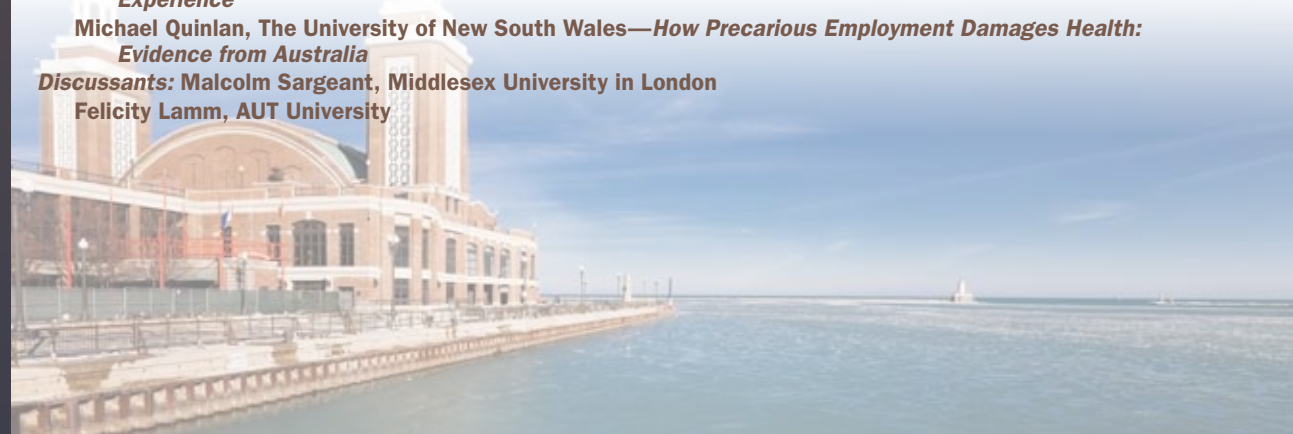 Experience
Michael Quinlan, The University of New South Wales—How Precarious Employment Damages Health:
Evidence from Australia
Discussants: Malcolm Sargeant, Middlesex University in London
Felicity Lamm, AUT University